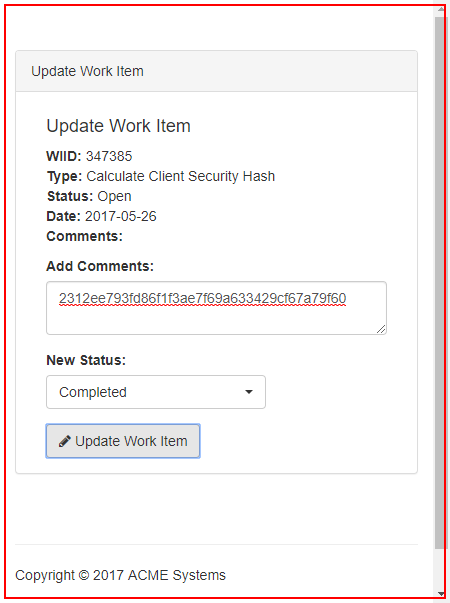 Update Work Item
Update Work Item
WIID: 347385
Type: Calculate Client Security Hash
Status: Open
Date: 2017-05-26
Comments:
Add Comments:
2312ee793fd86f1f3ae7f69a633429cf67a79f60
New Status:
Completed
Update Work Item
Copyright © 2017 ACME Systems